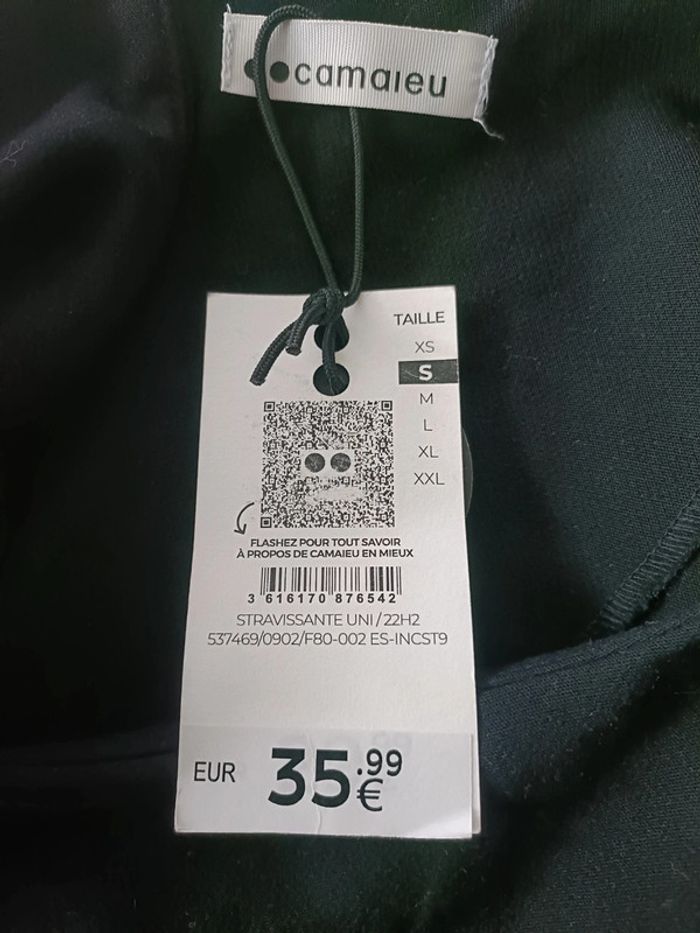 camaieu
TAILLE
XS
S
M
L
XL
XXL
FLASHEZ POUR TOUT SAVOIR
À PROPOS DE CAMAIEU EN MIEUX
3 616170 876542
STRAVISSANTE UNI / 22H2
537469/0902/F80-002 ES-INCST9
EUR 35.99 €